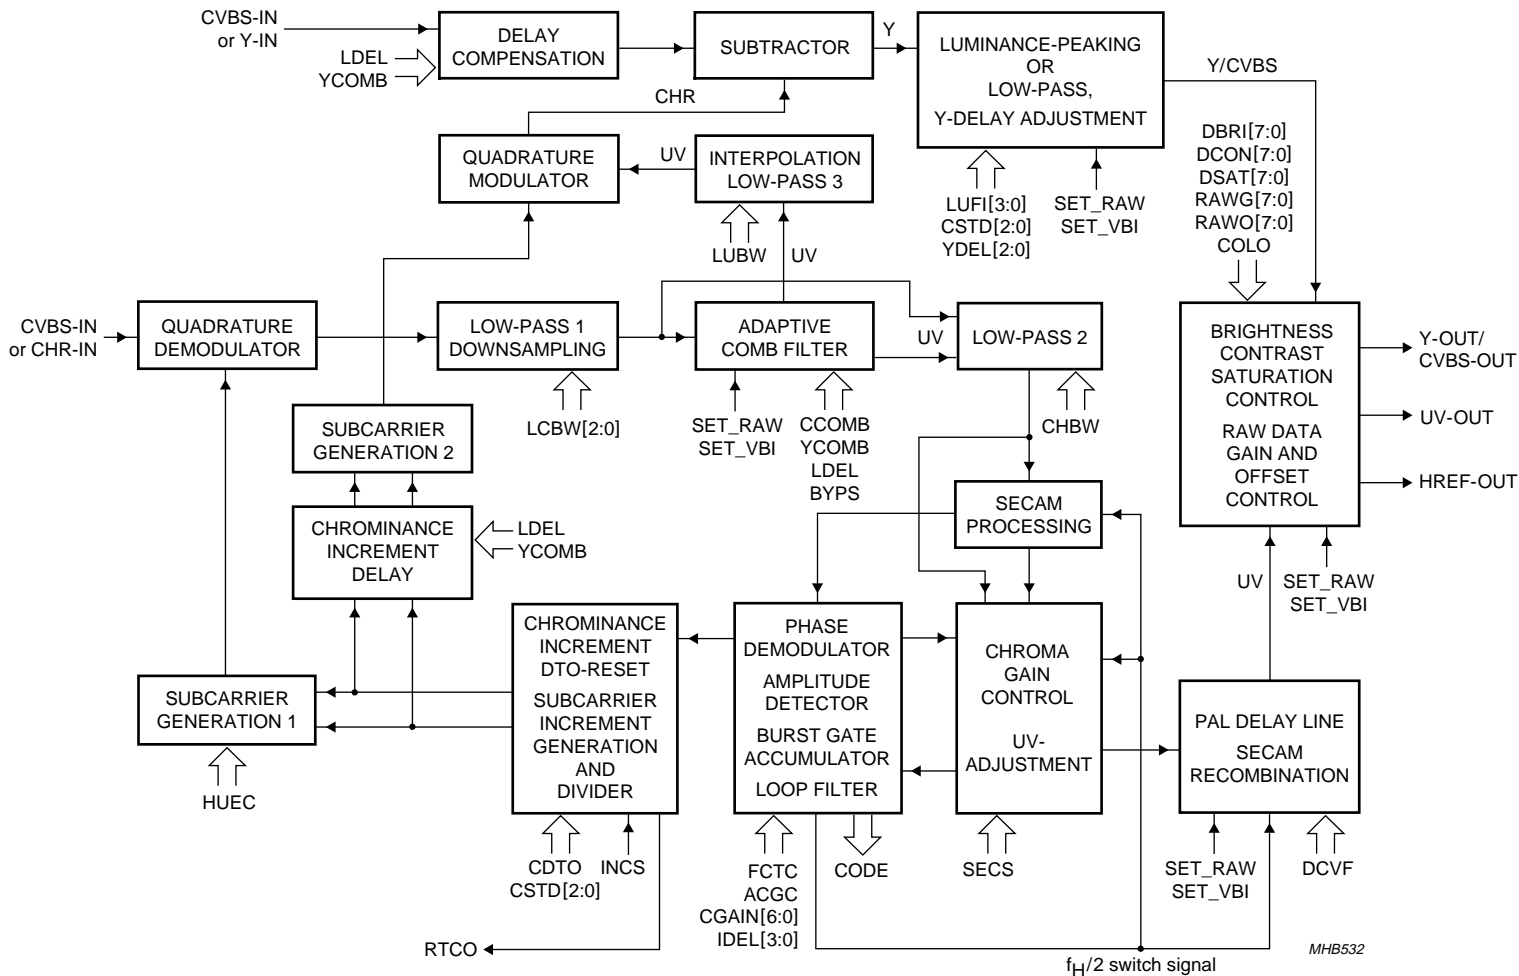 CVBS-IN
or Y-IN
LDEL
YCOMB
DELAY
COMPENSATION
SUBTRACTOR
Y
LUMINANCE-PEAKING
OR
LOW-PASS,
Y-DELAY ADJUSTMENT
Y/CVBS
CHR
QUADRATURE
MODULATOR
UV
INTERPOLATION
LOW-PASS 3
LUBW
UV
LUFI[3:0]
CSTD[2:0]
YDEL[2:0]
SET_RAW
SET_VBI
DBRI[7:0]
DCON[7:0]
DSAT[7:0]
RAWG[7:0]
RAWO[7:0]
COLO
CVBS-IN
or CHR-IN
QUADRATURE
DEMODULATOR
LOW-PASS 1
DOWNSAMPLING
LCBW[2:0]
ADAPTIVE
COMB FILTER
UV
LOW-PASS 2
SET_RAW
SET_VBI
CCOMB
YCOMB
LDEL
BYPS
CHBW
BRIGHTNESS
CONTRAST
SATURATION
CONTROL
RAW DATA
GAIN AND
OFFSET
CONTROL
Y-OUT/
CVBS-OUT
UV-OUT
HREF-OUT
SUBCARRIER
GENERATION 2
CHROMINANCE
INCREMENT
DELAY
LDEL
YCOMB
SECAM
PROCESSING
UV
SET_RAW
SET_VBI
SUBCARRIER
GENERATION 1
HUEC
CHROMINANCE
INCREMENT
DTO-RESET
SUBCARRIER
INCREMENT
GENERATION
AND
DIVIDER
CDTO
CSTD[2:0]
INCS
PHASE
DEMODULATOR
AMPLITUDE
DETECTOR
BURST GATE
ACCUMULATOR
LOOP FILTER
FCTC
ACGC
CGAIN[6:0]
IDEL[3:0]
CODE
CHROMA
GAIN
CONTROL
UV-
ADJUSTMENT
SECS
PAL DELAY LINE
SECAM
RECOMBINATION
SET_RAW
SET_VBI
DCVF
RTCO
fH/2 switch signal
MHB532